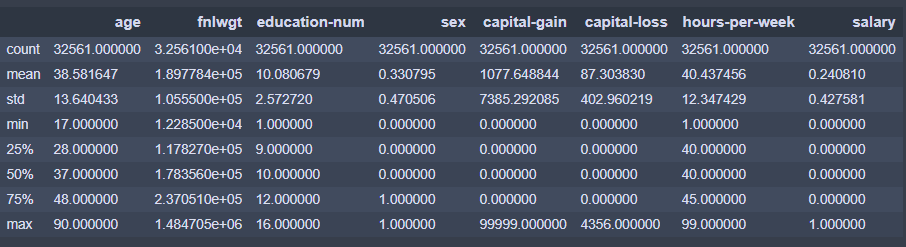 age fnlwgt education-num sex capital-gain capital-loss hours-per-week salary
count 32561.000000 3.256100e+04 32561.000000 32561.000000 32561.000000 32561.000000 32561.000000 32561.000000
mean 38.581647 1.897784e+05 10.080679 0.330795 1077.648844 87.303830 40.437456 0.240810
std 13.640433 1.055500e+05 2.572720 0.470506 7385.292085 402.960219 12.347429 0.427581
min 17.000000 1.228500e+04 1.000000 0.000000 0.000000 0.000000 1.000000 0.000000
25% 28.000000 1.178270e+05 9.000000 0.000000 0.000000 0.000000 40.000000 0.000000
50% 37.000000 1.783560e+05 10.000000 0.000000 0.000000 0.000000 40.000000 0.000000
75% 48.000000 2.370510e+05 12.000000 1.000000 0.000000 0.000000 45.000000 0.000000
max 90.000000 1.484705e+06 16.000000 1.000000 99999.000000 4356.000000 99.000000 1.000000